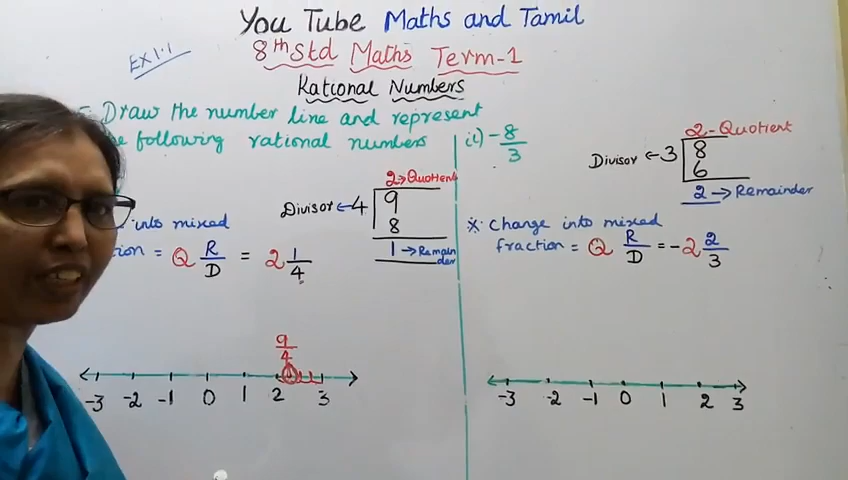 You Tube Maths and Tamil
8th Std Maths Term-1
EX 1.1
Rational Numbers
Draw the number line and represent
following rational numbers
into mixed
= Q R/D = 2 1/4
2 → Quotient
Divisor ← 4 9
8
1 → Remain
der
9/4
-3 -2 -1 0 1 2 3
ii) -8/3
2 - Quotient
Divisor ← 3 8
6
2 → Remainder
* Change into mixed
fraction = Q R/D = -2 2/3
-3 -2 -1 0 1 2 3